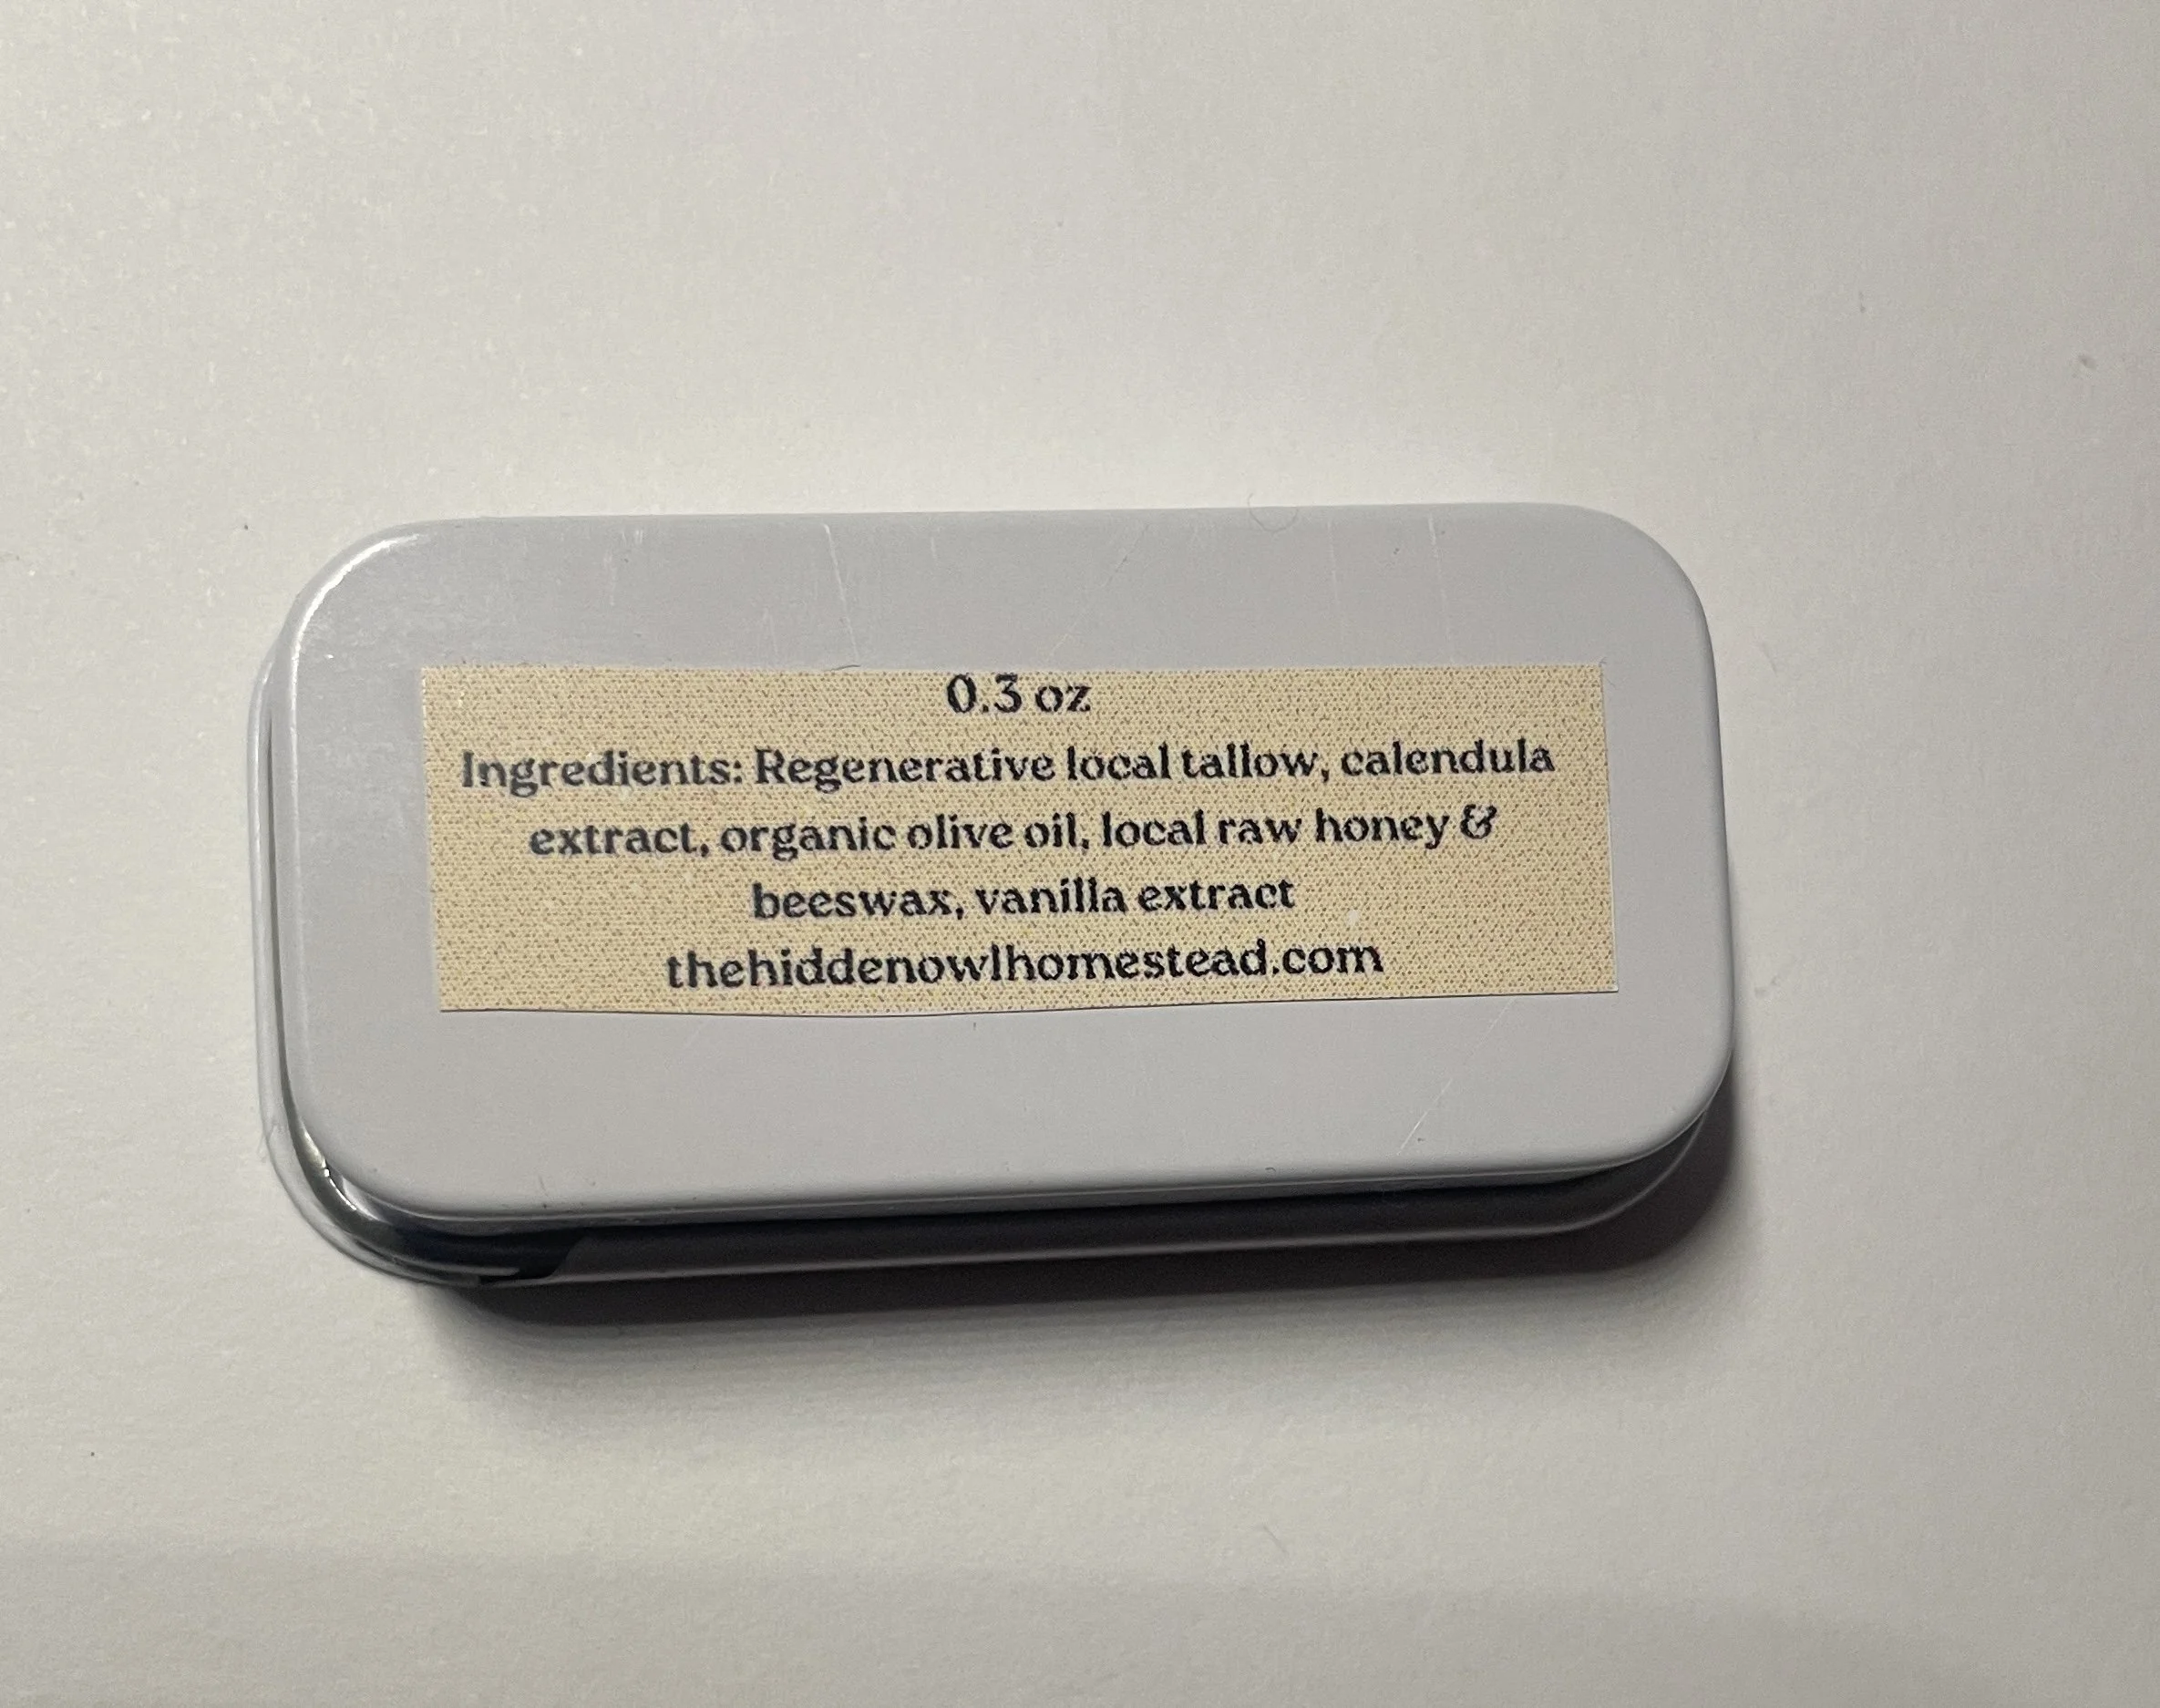 0.3 oz
Ingredients: Regenerative local tallow, calendula
extract, organic olive oil, local raw honey &
beeswax, vanilla extract
thehiddenowlhomestead.com